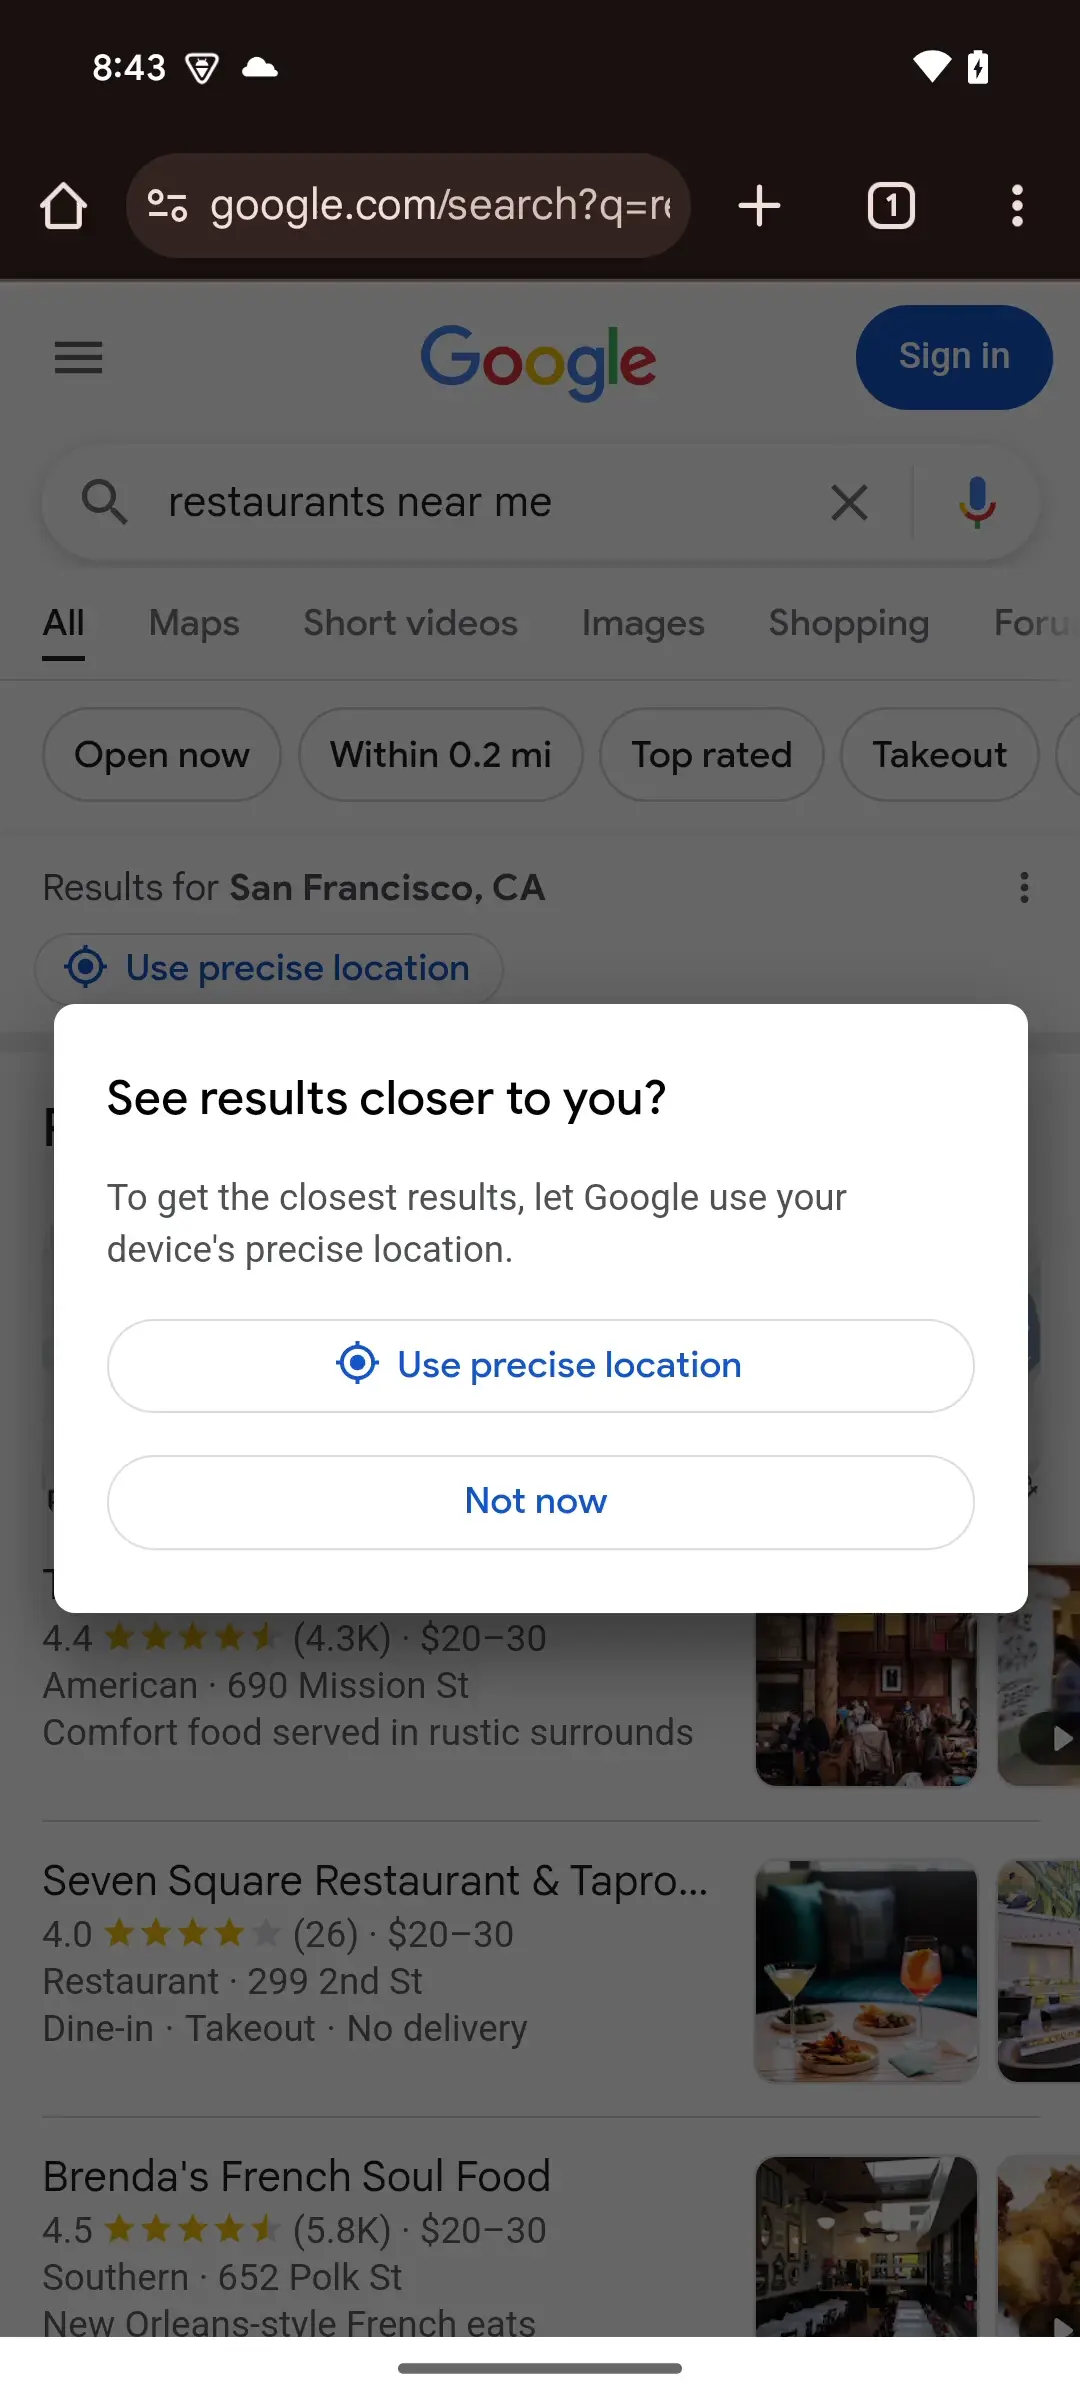 8:43
google.com/search?q=re
1
Google
Sign in
restaurants near me
All Maps Short videos Images Shopping Foru
Open now Within 0.2 mi Top rated Takeout
Results for San Francisco, CA
Use precise location
See results closer to you?
To get the closest results, let Google use your
device's precise location.
Use precise location
Not now
4.4 (4.3K) · $20–30
American · 690 Mission St
Comfort food served in rustic surrounds
Seven Square Restaurant & Tapro...
4.0 (26) · $20–30
Restaurant · 299 2nd St
Dine-in · Takeout · No delivery
Brenda's French Soul Food
4.5 (5.8K) · $20–30
Southern · 652 Polk St
New Orleans-style French eats